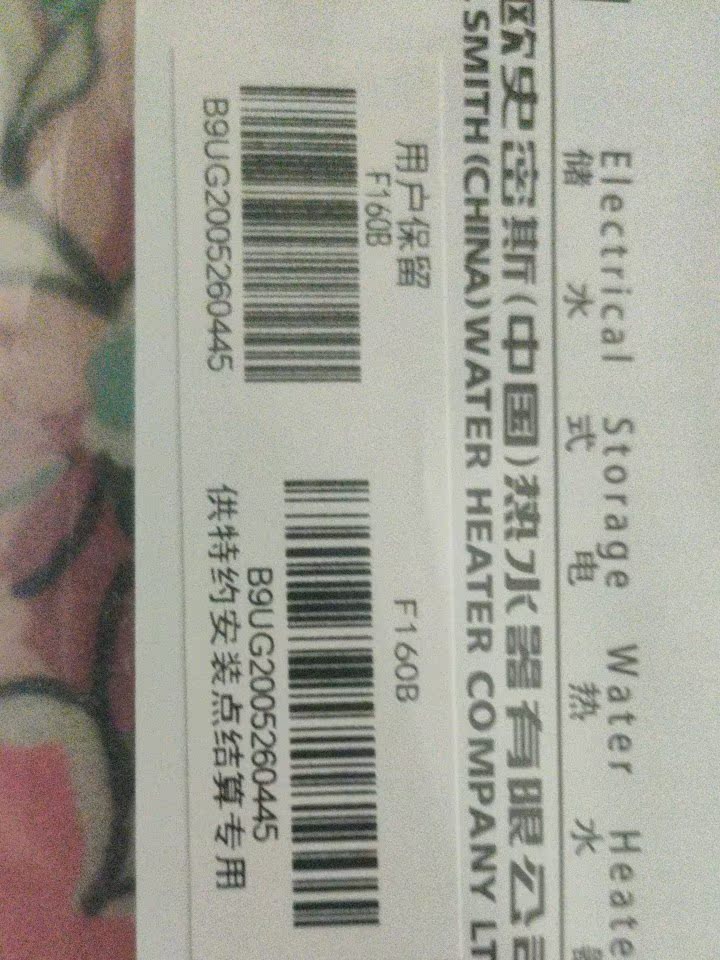 Electrical Storage Water Heate
储水式电热水
欧史密斯(中国)热水器有限公
SMITH(CHINA)WATER HEATER COMPANY LT
用户保留
F160B
B9UG2005260445
F160B
B9UG2005260445
供特约安装点结算专用